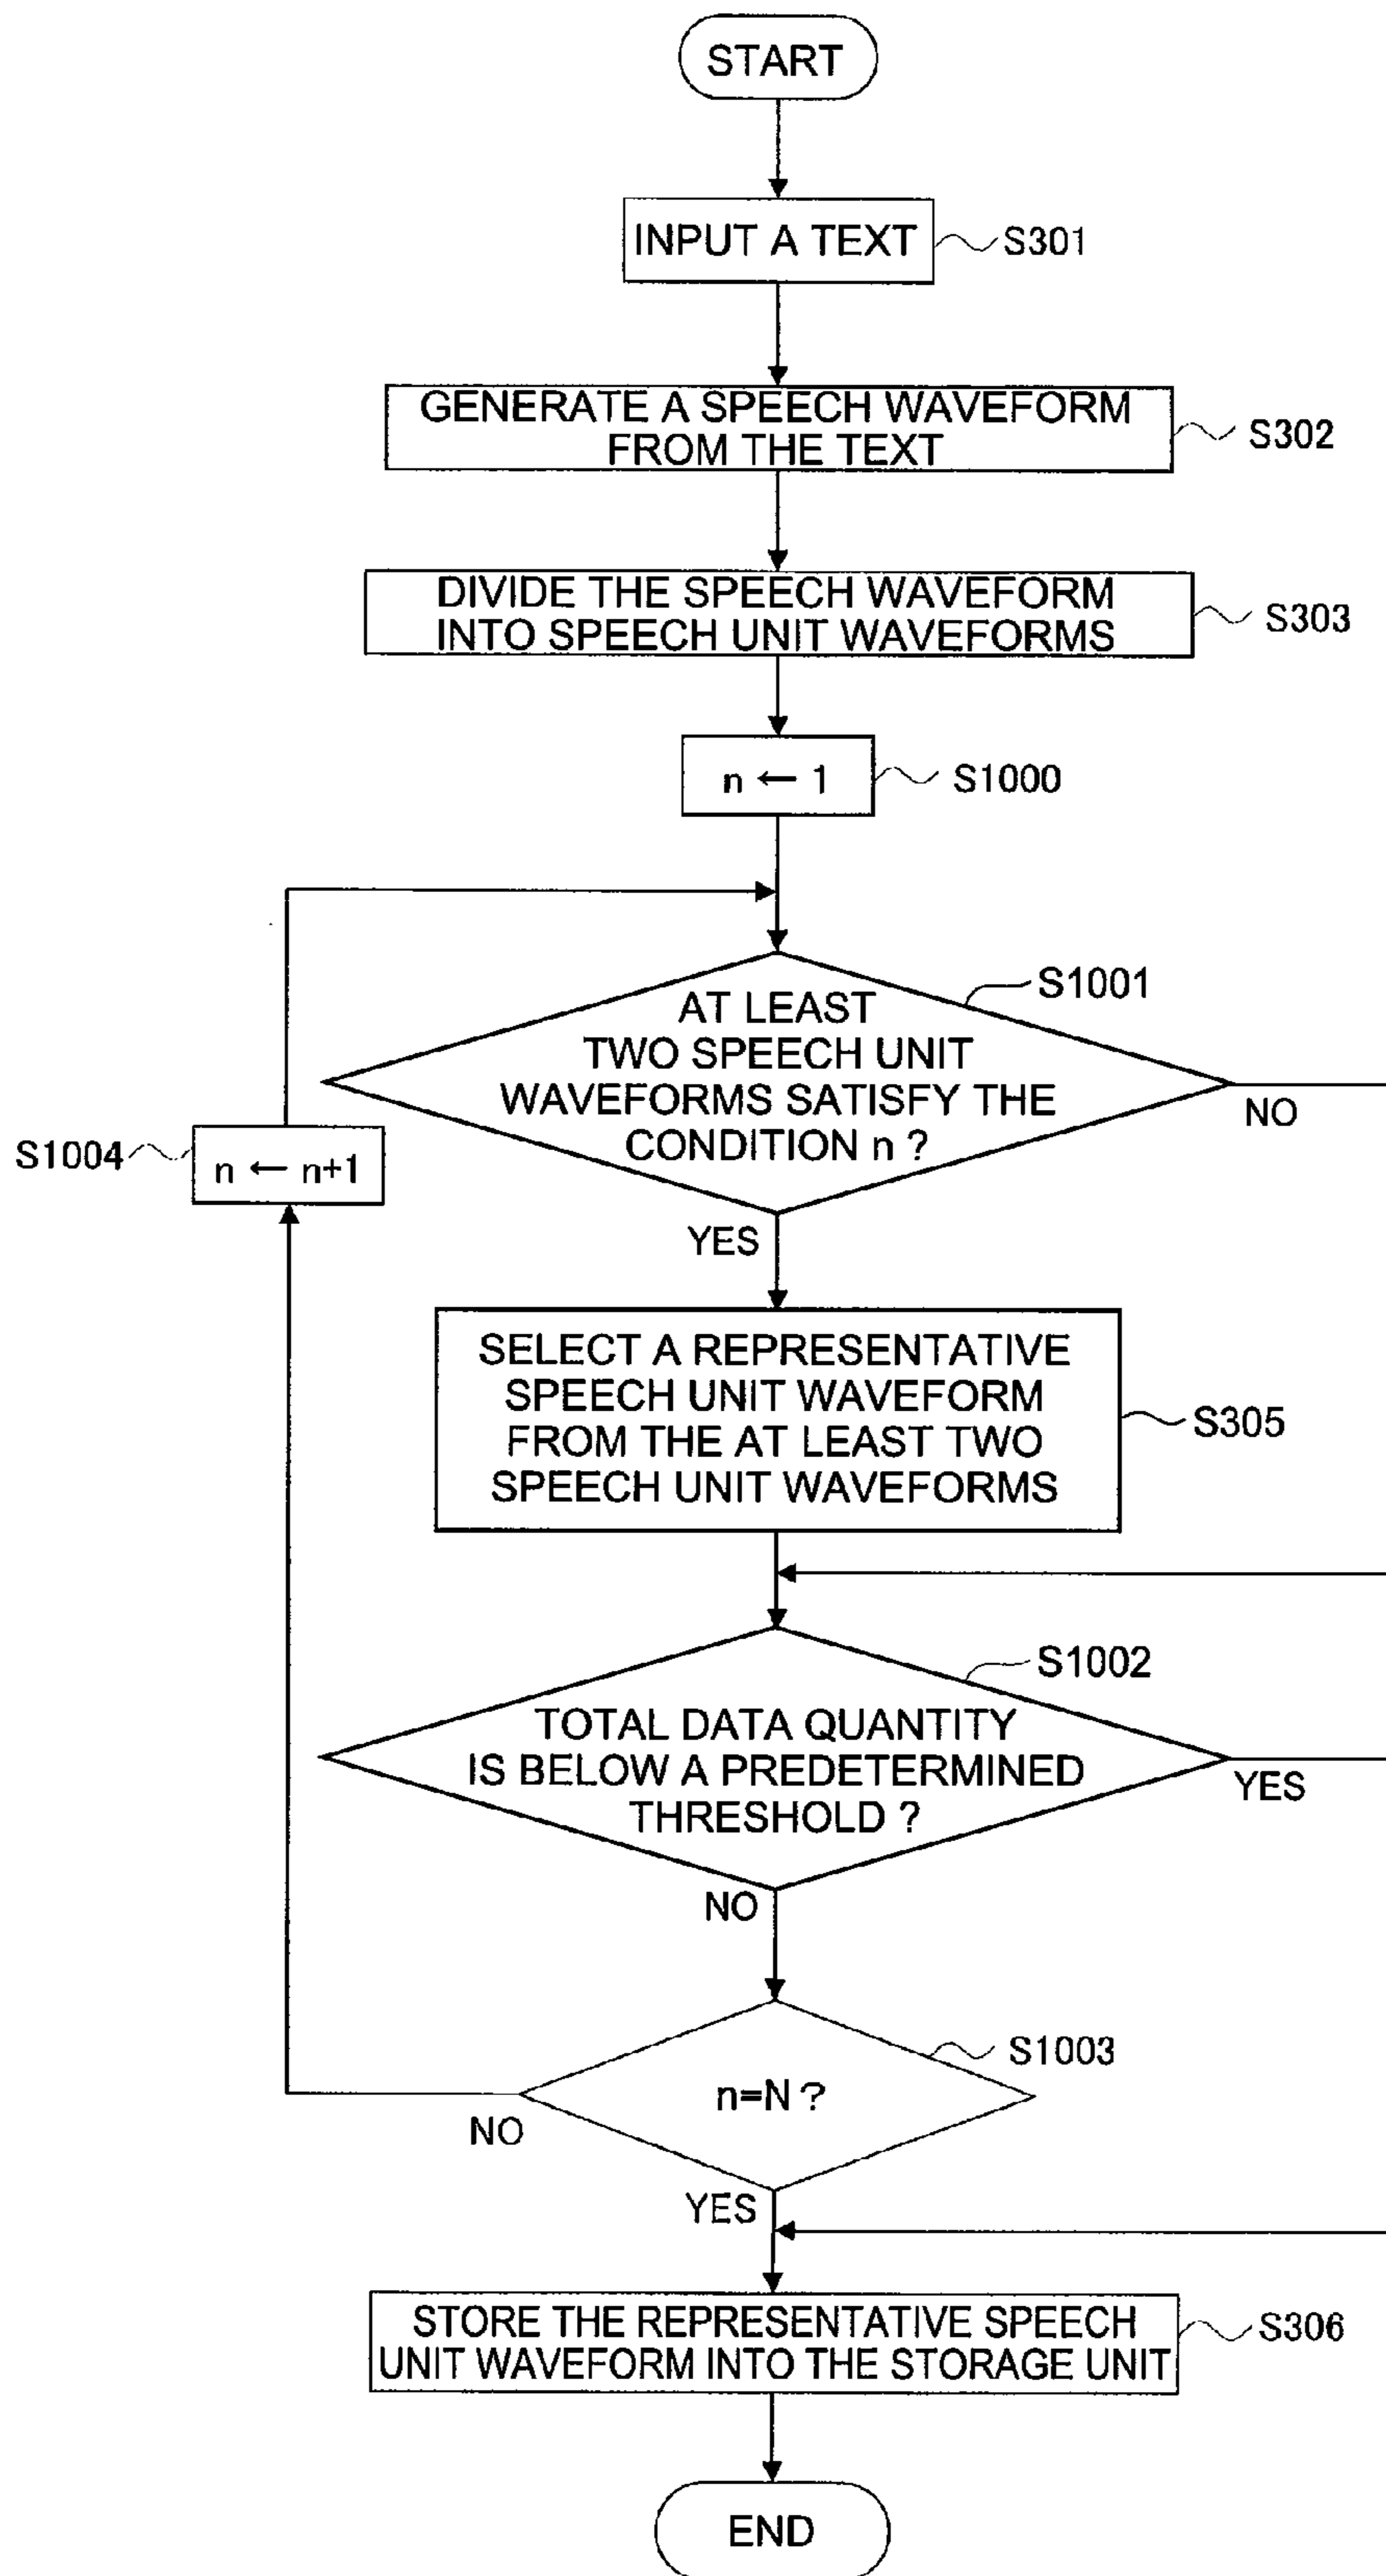 START
INPUT A TEXT
S301
GENERATE A SPEECH WAVEFORM
FROM THE TEXT
S302
DIVIDE THE SPEECH WAVEFORM
INTO SPEECH UNIT WAVEFORMS
S303
n ← 1
S1000
AT LEAST
TWO SPEECH UNIT
WAVEFORMS SATISFY THE
CONDITION n ?
S1001
NO
YES
S1004
n ← n+1
SELECT A REPRESENTATIVE
SPEECH UNIT WAVEFORM
FROM THE AT LEAST TWO
SPEECH UNIT WAVEFORMS
S305
TOTAL DATA QUANTITY
IS BELOW A PREDETERMINED
THRESHOLD ?
S1002
YES
NO
n=N ?
S1003
NO
YES
STORE THE REPRESENTATIVE SPEECH
UNIT WAVEFORM INTO THE STORAGE UNIT
S306
END